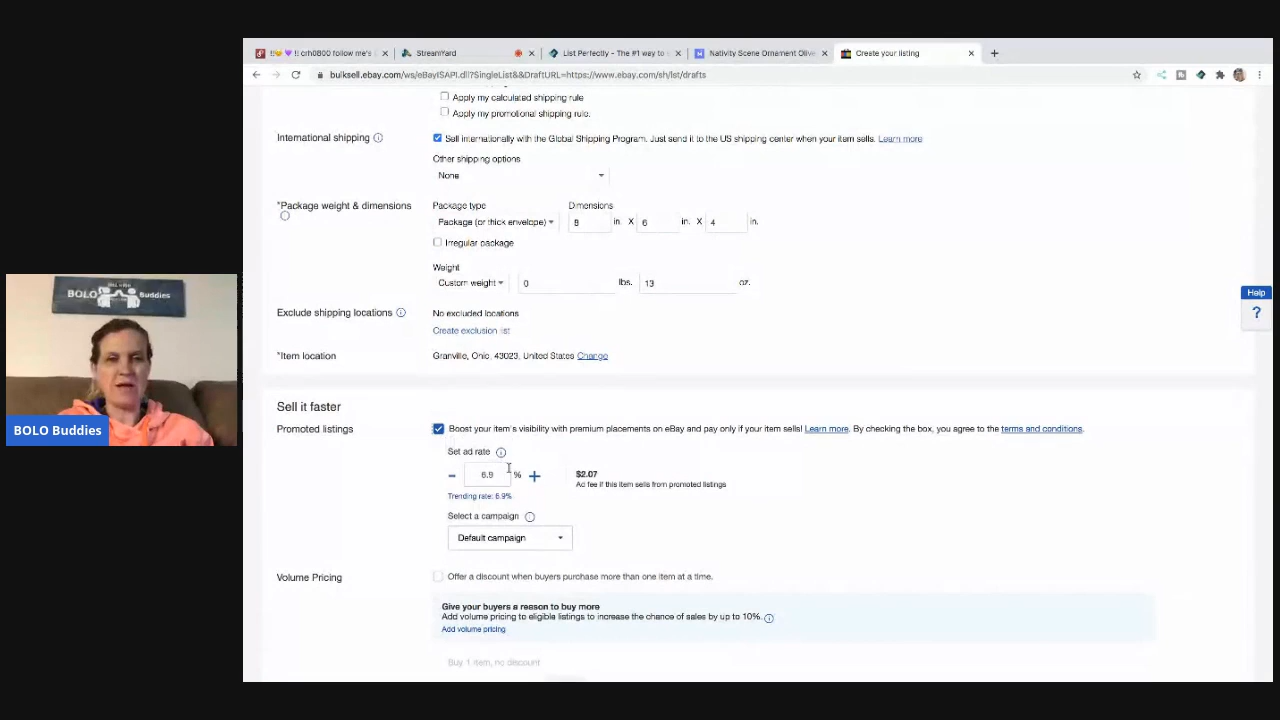 !!🤝 💜 !! crh0800 follow me's
StreamYard
List Perfectly - The #1 way to
Nativity Scene Ornament Olive
Create your listing
bulksell.ebay.com/ws/eBayISAPI.dll?SingleList&&DraftURL=https://www.ebay.com/sh/lst/drafts
Apply my calculated shipping rule
Apply my promotional shipping rule.
International shipping
Sell internationally with the Global Shipping Program. Just send it to the US shipping center when your item sells. Learn more
Other shipping options
None
*Package weight & dimensions
Package type
Dimensions
Package (or thick envelope)
8 in. X 6 in. X 4 in.
Irregular package
Weight
Custom weight
0 lbs. 13 oz.
Exclude shipping locations
No excluded locations
Create exclusion list
*Item location
Granville, Ohio, 43023, United States Change
Help
?
Sell it faster
Promoted listings
Boost your item's visibility with premium placements on eBay and pay only if your item sells! Learn more. By checking the box, you agree to the terms and conditions.
Set ad rate
- 6.9 % +
$2.07
Ad fee if this item sells from promoted listings
Trending rate: 6.9%
Select a campaign
Default campaign
Volume Pricing
Offer a discount when buyers purchase more than one item at a time.
Give your buyers a reason to buy more
Add volume pricing to eligible listings to increase the chance of sales by up to 10%.
Add volume pricing
Buy 1 item, no discount
BOLO Buddies
BOLO Buddies